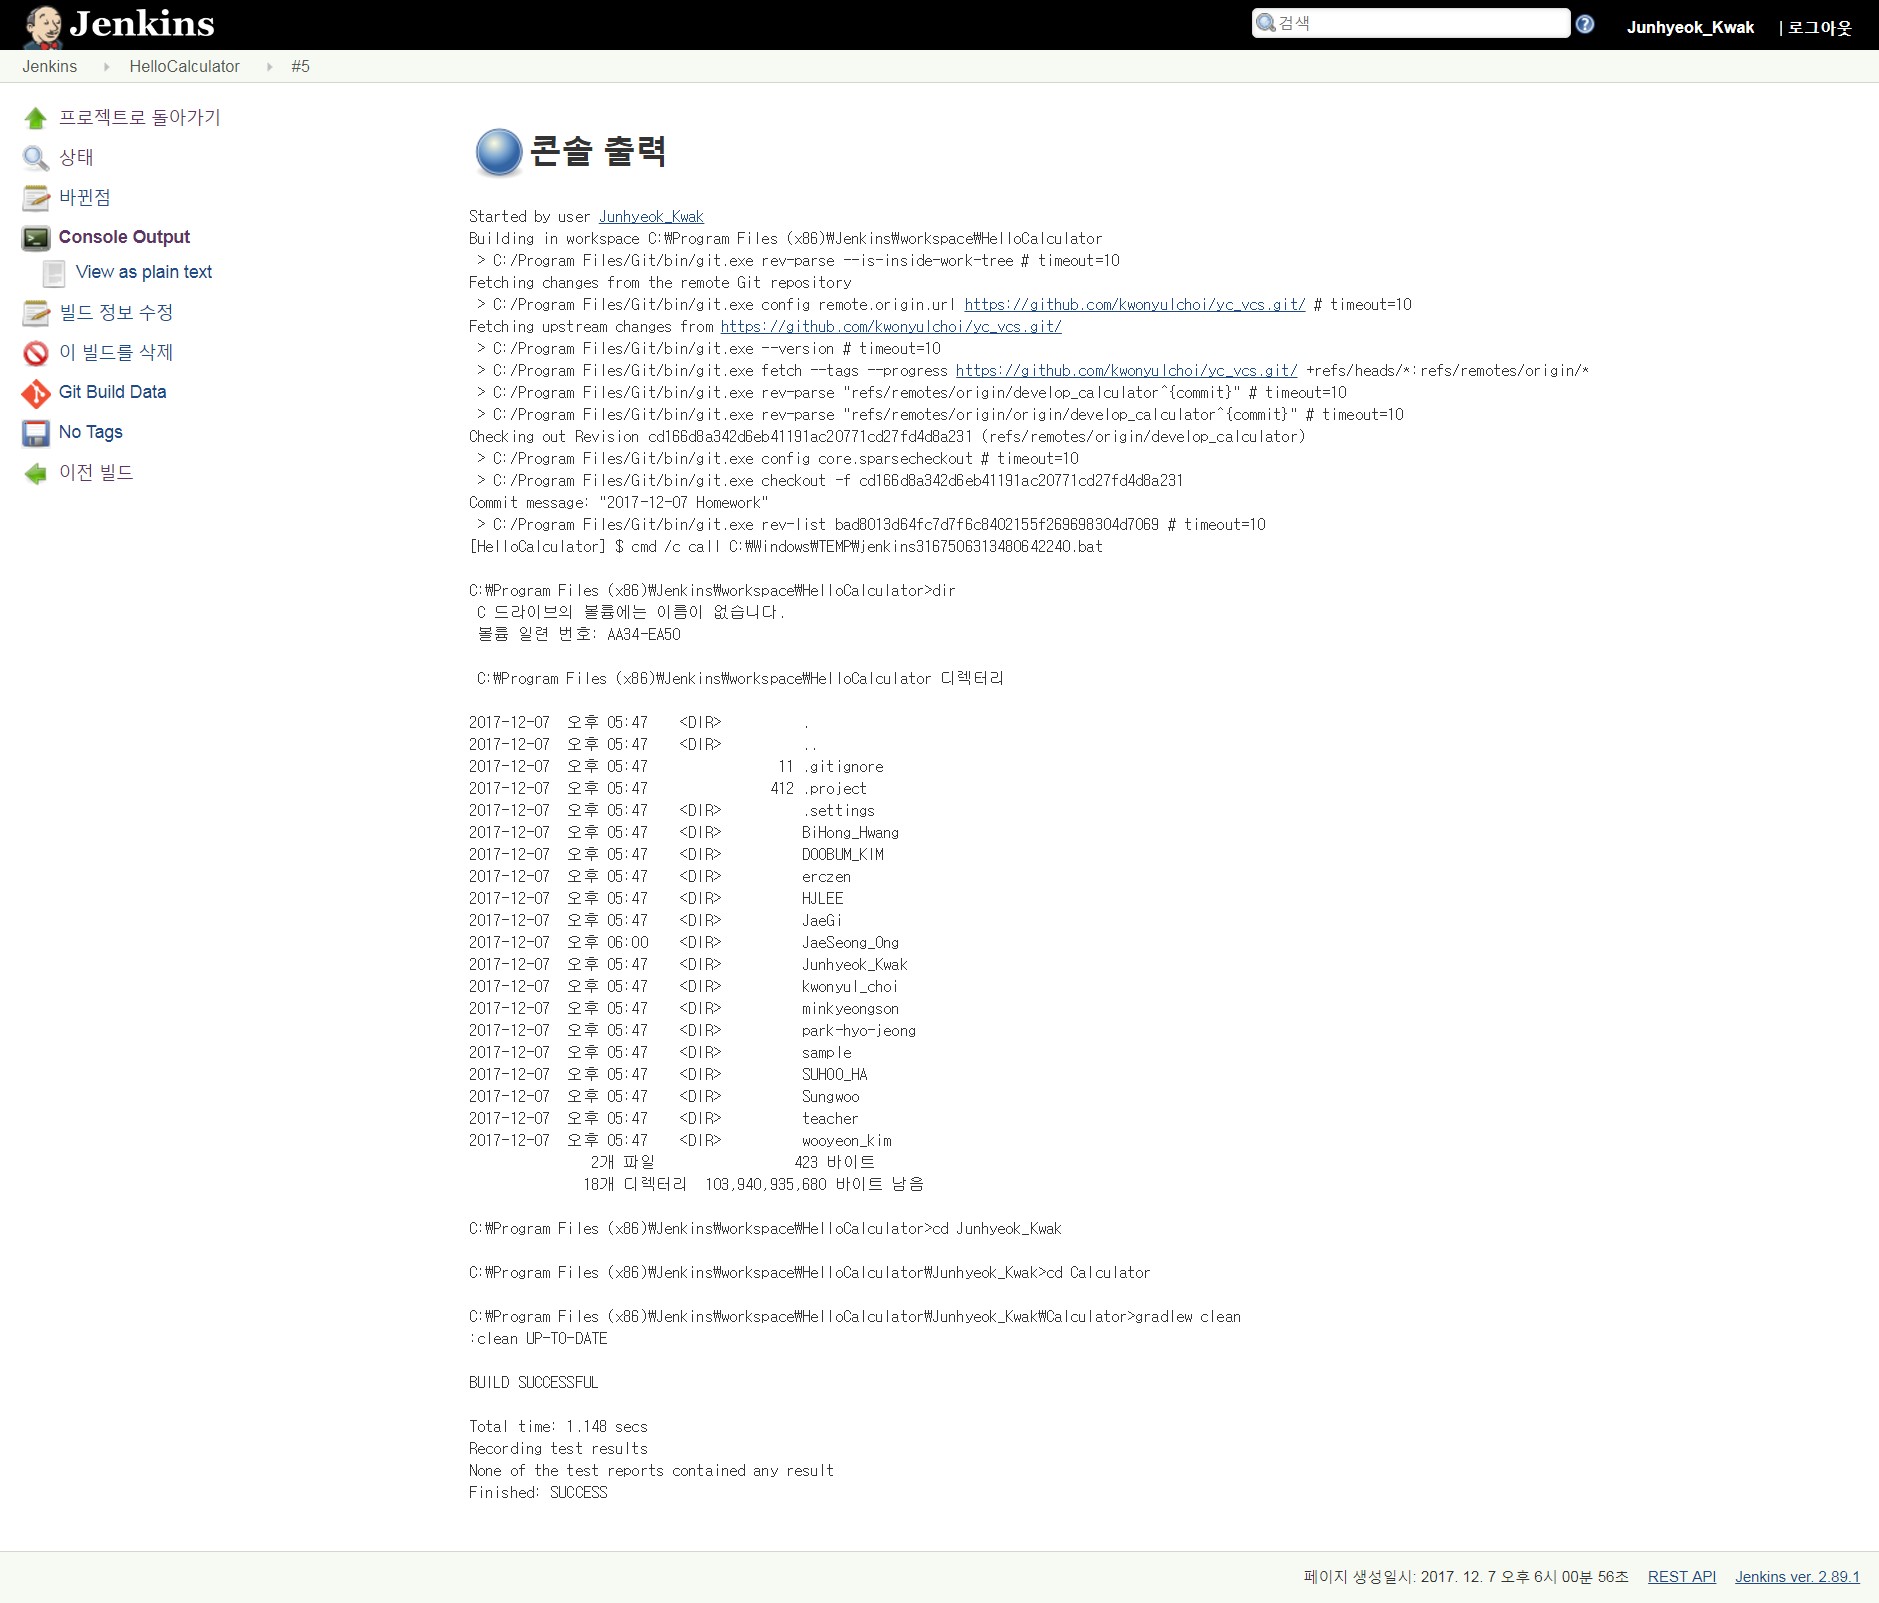 Jenkins
검색
Junhyeok_Kwak | 로그아웃
Jenkins HelloCalculator #5
프로젝트로 돌아가기
상태
바뀐점
Console Output
View as plain text
빌드 정보 수정
이 빌드를 삭제
Git Build Data
No Tags
이전 빌드
콘솔 출력
Started by user Junhyeok_Kwak
Building in workspace C:₩Program Files (x86)₩Jenkins₩workspace₩HelloCalculator
> C:/Program Files/Git/bin/git.exe rev-parse --is-inside-work-tree # timeout=10
Fetching changes from the remote Git repository
> C:/Program Files/Git/bin/git.exe config remote.origin.url https://github.com/kwonyulchoi/yc_vcs.git/ # timeout=10
Fetching upstream changes from https://github.com/kwonyulchoi/yc_vcs.git/
> C:/Program Files/Git/bin/git.exe --version # timeout=10
> C:/Program Files/Git/bin/git.exe fetch --tags --progress https://github.com/kwonyulchoi/yc_vcs.git/ +refs/heads/*:refs/remotes/origin/*
> C:/Program Files/Git/bin/git.exe rev-parse "refs/remotes/origin/develop_calculator^{commit}" # timeout=10
> C:/Program Files/Git/bin/git.exe rev-parse "refs/remotes/origin/origin/develop_calculator^{commit}" # timeout=10
Checking out Revision cd166d8a342d6eb41191ac20771cd27fd4d8a231 (refs/remotes/origin/develop_calculator)
> C:/Program Files/Git/bin/git.exe config core.sparsecheckout # timeout=10
> C:/Program Files/Git/bin/git.exe checkout -f cd166d8a342d6eb41191ac20771cd27fd4d8a231
Commit message: "2017-12-07 Homework"
> C:/Program Files/Git/bin/git.exe rev-list bad8013d64fc7d7f6c8402155f269698304d7069 # timeout=10
[HelloCalculator] $ cmd /c call C:₩Windows₩TEMP₩jenkins3167506313480642240.bat
C:₩Program Files (x86)₩Jenkins₩workspace₩HelloCalculator>dir
C 드라이브의 볼륨에는 이름이 없습니다.
볼륨 일련 번호: AA34-EA50
C:₩Program Files (x86)₩Jenkins₩workspace₩HelloCalculator 디렉터리
2017-12-07 오후 05:47 <DIR> .
2017-12-07 오후 05:47 <DIR> ..
2017-12-07 오후 05:47 11 .gitignore
2017-12-07 오후 05:47 412 .project
2017-12-07 오후 05:47 <DIR> .settings
2017-12-07 오후 05:47 <DIR> BiHong_Hwang
2017-12-07 오후 05:47 <DIR> DOOBUM_KIM
2017-12-07 오후 05:47 <DIR> erczen
2017-12-07 오후 05:47 <DIR> HJLEE
2017-12-07 오후 05:47 <DIR> JaeGi
2017-12-07 오후 06:00 <DIR> JaeSeong_Ong
2017-12-07 오후 05:47 <DIR> Junhyeok_Kwak
2017-12-07 오후 05:47 <DIR> kwonyul_choi
2017-12-07 오후 05:47 <DIR> minkyeongson
2017-12-07 오후 05:47 <DIR> park-hyo-jeong
2017-12-07 오후 05:47 <DIR> sample
2017-12-07 오후 05:47 <DIR> SUHOO_HA
2017-12-07 오후 05:47 <DIR> Sungwoo
2017-12-07 오후 05:47 <DIR> teacher
2017-12-07 오후 05:47 <DIR> wooyeon_kim
2개 파일 423 바이트
18개 디렉터리 103,940,935,680 바이트 남음
C:₩Program Files (x86)₩Jenkins₩workspace₩HelloCalculator>cd Junhyeok_Kwak
C:₩Program Files (x86)₩Jenkins₩workspace₩HelloCalculator₩Junhyeok_Kwak>cd Calculator
C:₩Program Files (x86)₩Jenkins₩workspace₩HelloCalculator₩Junhyeok_Kwak₩Calculator>gradlew clean
:clean UP-TO-DATE
BUILD SUCCESSFUL
Total time: 1.148 secs
Recording test results
None of the test reports contained any result
Finished: SUCCESS
페이지 생성일시: 2017. 12. 7 오후 6시 00분 56초 REST API Jenkins ver. 2.89.1